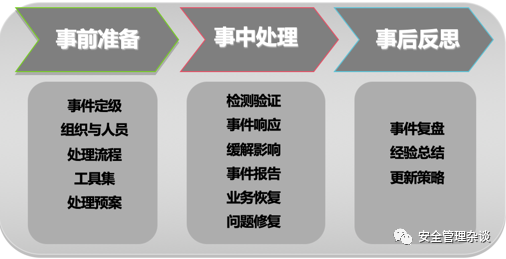 事前准备
事中处理
事后反思
事件定级
组织与人员
处理流程
工具集
处理预案
检测验证
事件响应
缓解影响
事件报告
业务恢复
问题修复
事件复盘
经验总结
更新策略
安全管理杂谈